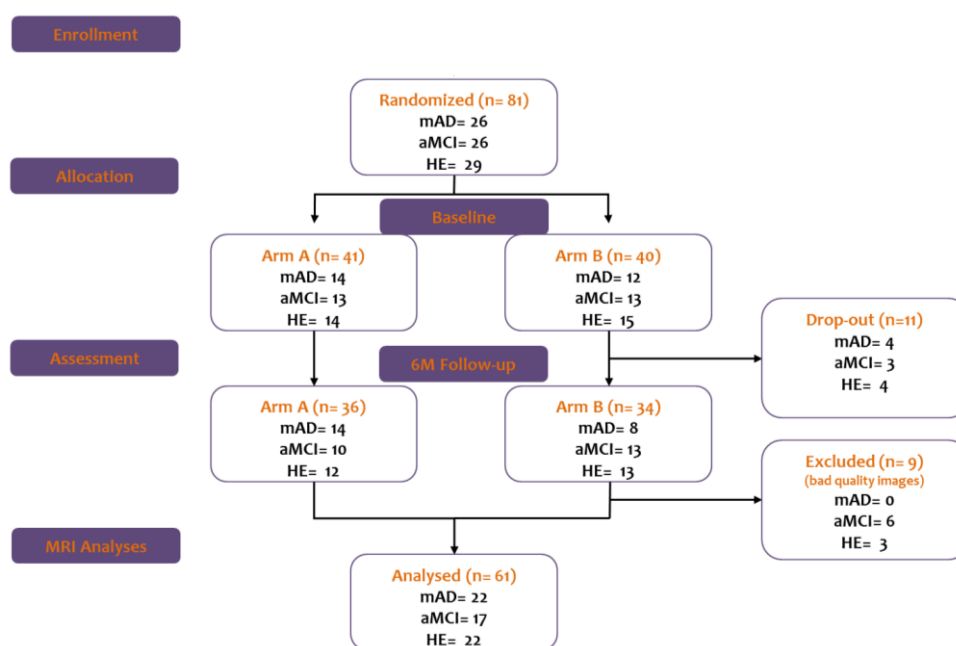 Enrollment
Randomized (n= 81)
mAD= 26
aMCI= 26
HE= 29
Allocation
Baseline
Arm A (n= 41)
mAD= 14
aMCI= 13
HE= 14
Arm B (n= 40)
mAD= 12
aMCI= 13
HE= 15
Drop-out (n=11)
mAD= 4
aMCI= 3
HE= 4
Assessment
6M Follow-up
Arm A (n= 36)
mAD= 14
aMCI= 10
HE= 12
Arm B (n= 34)
mAD= 8
aMCI= 13
HE= 13
Excluded (n= 9)
(bad quality images)
mAD= 0
aMCI= 6
HE= 3
MRI Analyses
Analysed (n= 61)
mAD= 22
aMCI= 17
HE= 22